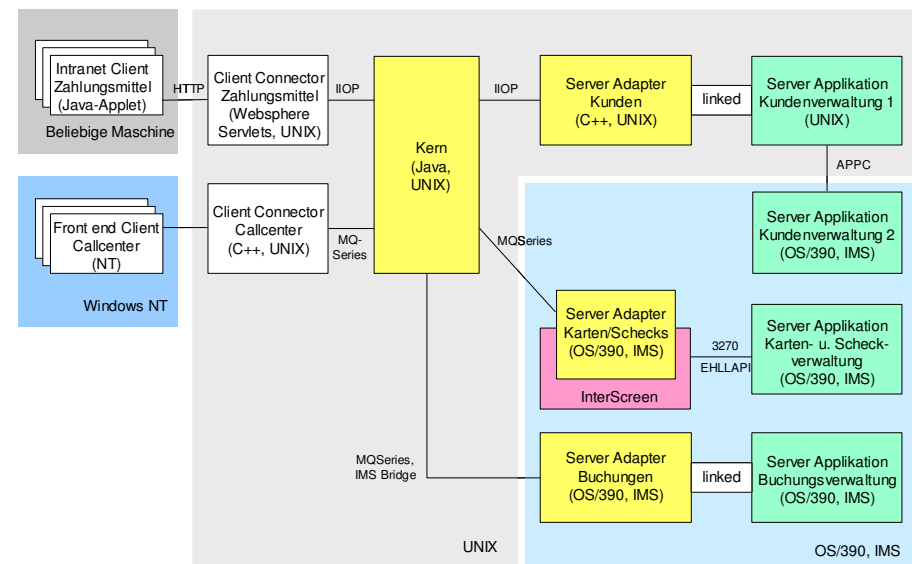 Intranet Client
Zahlungsmittel
(Java-Applet)
Beliebige Maschine
HTTP
Client Connector
Zahlungsmittel
(Websphere
Servlets, UNIX)
IIOP
Kern
(Java,
UNIX)
IIOP
Server Adapter
Kunden
(C++, UNIX)
linked
Server Applikation
Kundenverwaltung 1
(UNIX)
APPC
Front end Client
Callcenter
(NT)
Windows NT
Client Connector
Callcenter
(C++, UNIX)
MQ-
Series
MQSeries
Server Applikation
Kundenverwaltung 2
(OS/390, IMS)
Server Adapter
Karten/Schecks
(OS/390, IMS)
InterScreen
3270
EHLLAPI
Server Applikation
Karten- u. Scheck-
verwaltung
(OS/390, IMS)
MQSeries,
IMS Bridge
Server Adapter
Buchungen
(OS/390, IMS)
linked
Server Applikation
Buchungsverwaltung
(OS/390, IMS)
UNIX
OS/390, IMS